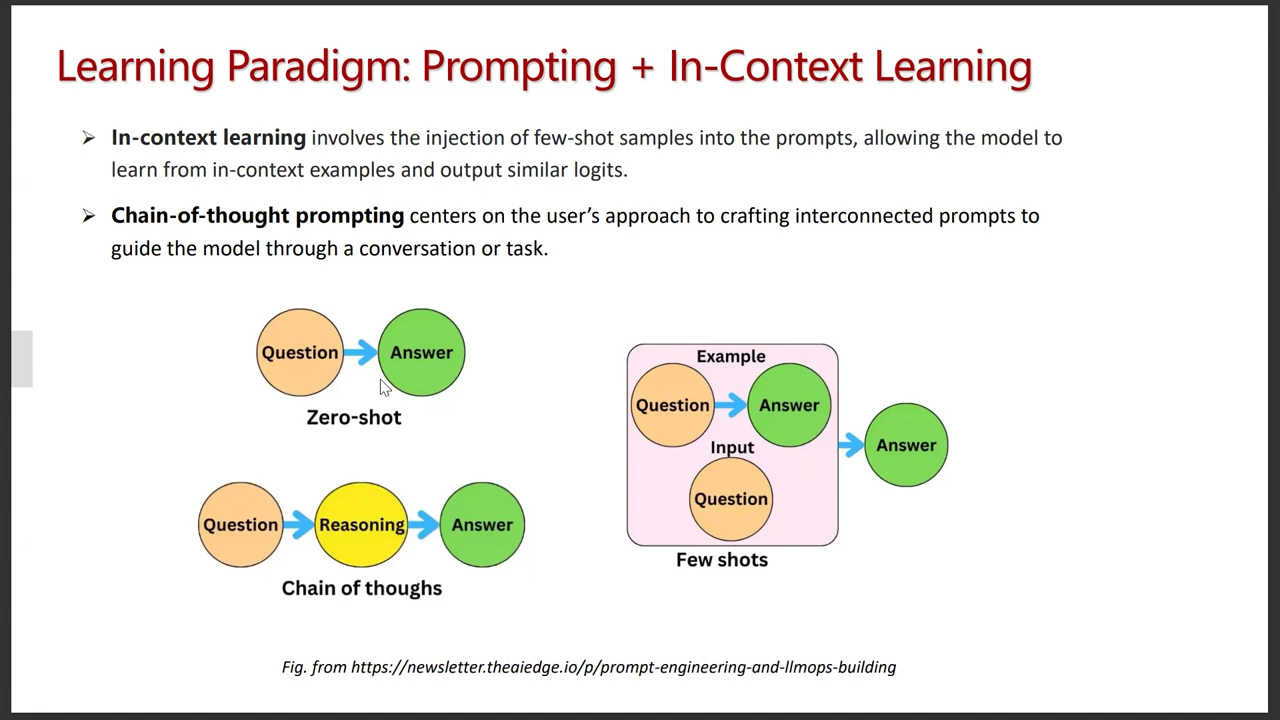 Learning Paradigm: Prompting + In-Context Learning
➢ In-context learning involves the injection of few-shot samples into the prompts, allowing the model to
learn from in-context examples and output similar logits.
➢ Chain-of-thought prompting centers on the user’s approach to crafting interconnected prompts to
guide the model through a conversation or task.
Question Answer
Zero-shot
Question Reasoning Answer
Chain of thoughs
Example
Question Answer
Input
Question
Answer
Few shots
Fig. from https://newsletter.theaiedge.io/p/prompt-engineering-and-llmops-building